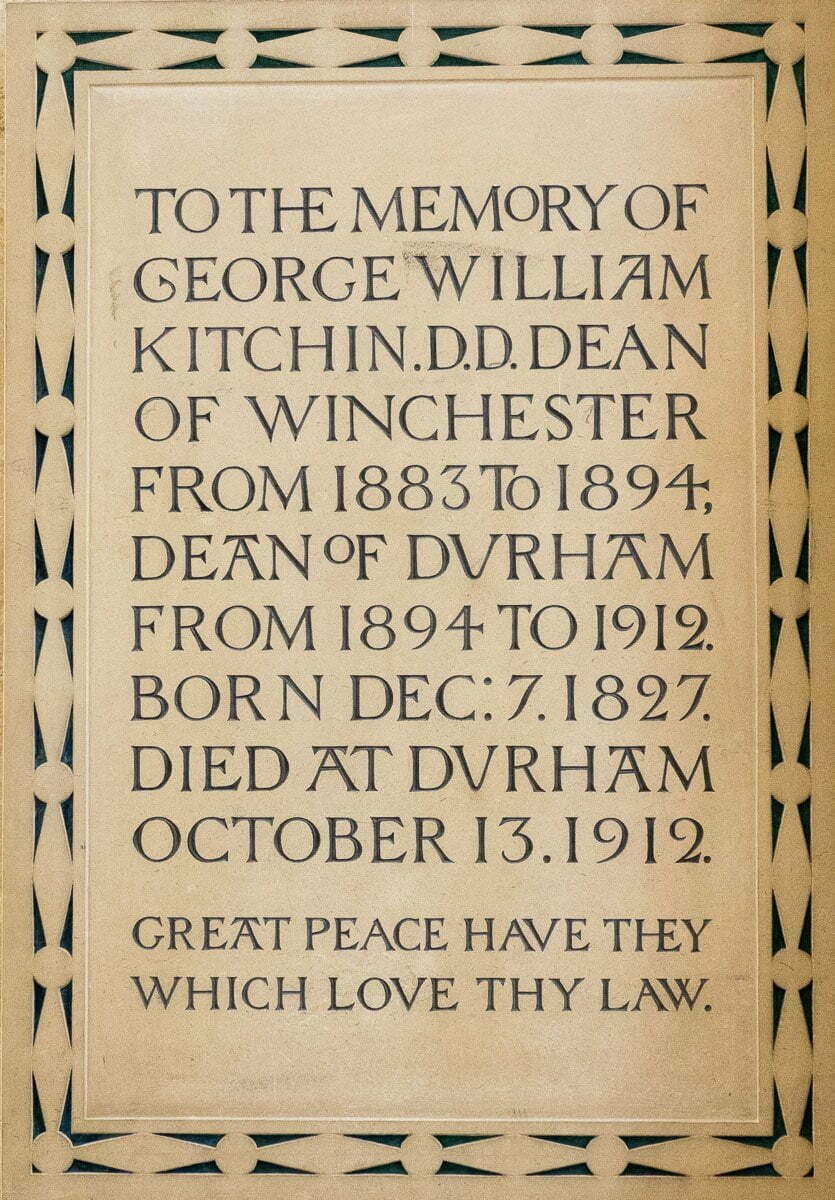 TO THE MEMORY OF
GEORGE WILLIAM
KITCHIN.D.D. DEAN
OF WINCHESTER
FROM 1883 To 1894,
DEAN OF DVRHAM
FROM 1894 TO 1912.
BORN DEC: 7. 1827.
DIED AT DVRHAM
OCTOBER 13. 1912.
GREAT PEACE HAVE THEY
WHICH LOVE THY LAW.